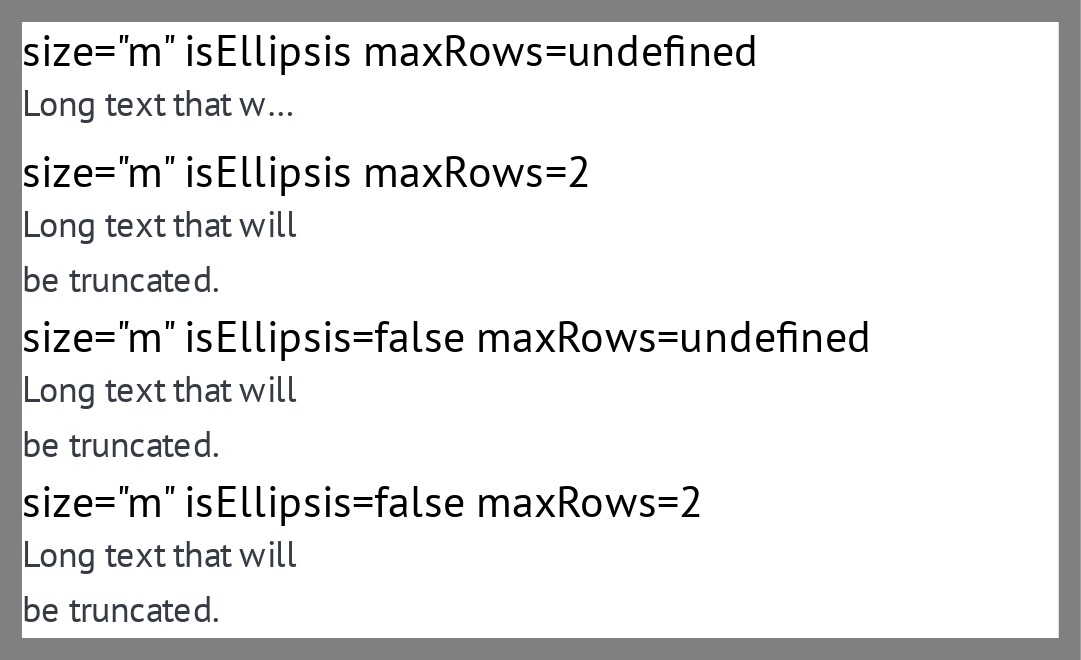 size="m" isEllipsis maxRows=undefined
Long text that w…
size="m" isEllipsis maxRows=2
Long text that will
be truncated.
size="m" isEllipsis=false maxRows=undefined
Long text that will
be truncated.
size="m" isEllipsis=false maxRows=2
Long text that will
be truncated.